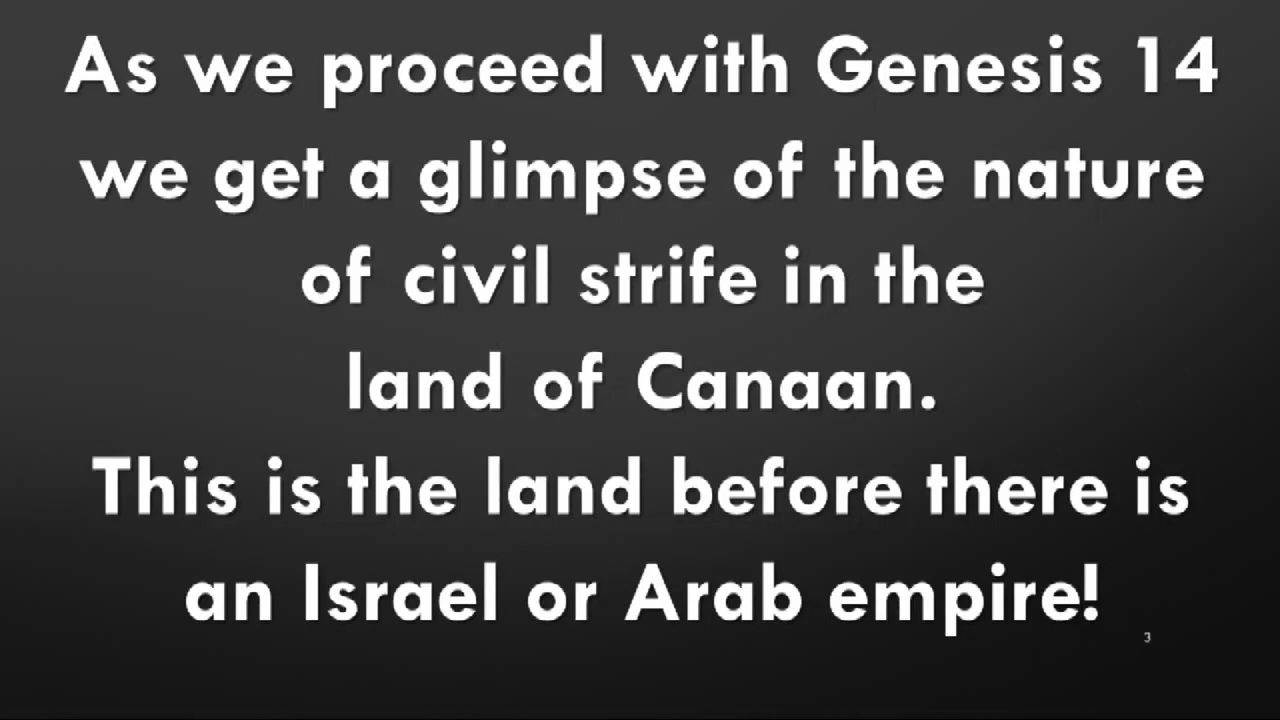 As we proceed with Genesis 14
we get a glimpse of the nature
of civil strife in the
land of Canaan.
This is the land before there is
an Israel or Arab empire!
3